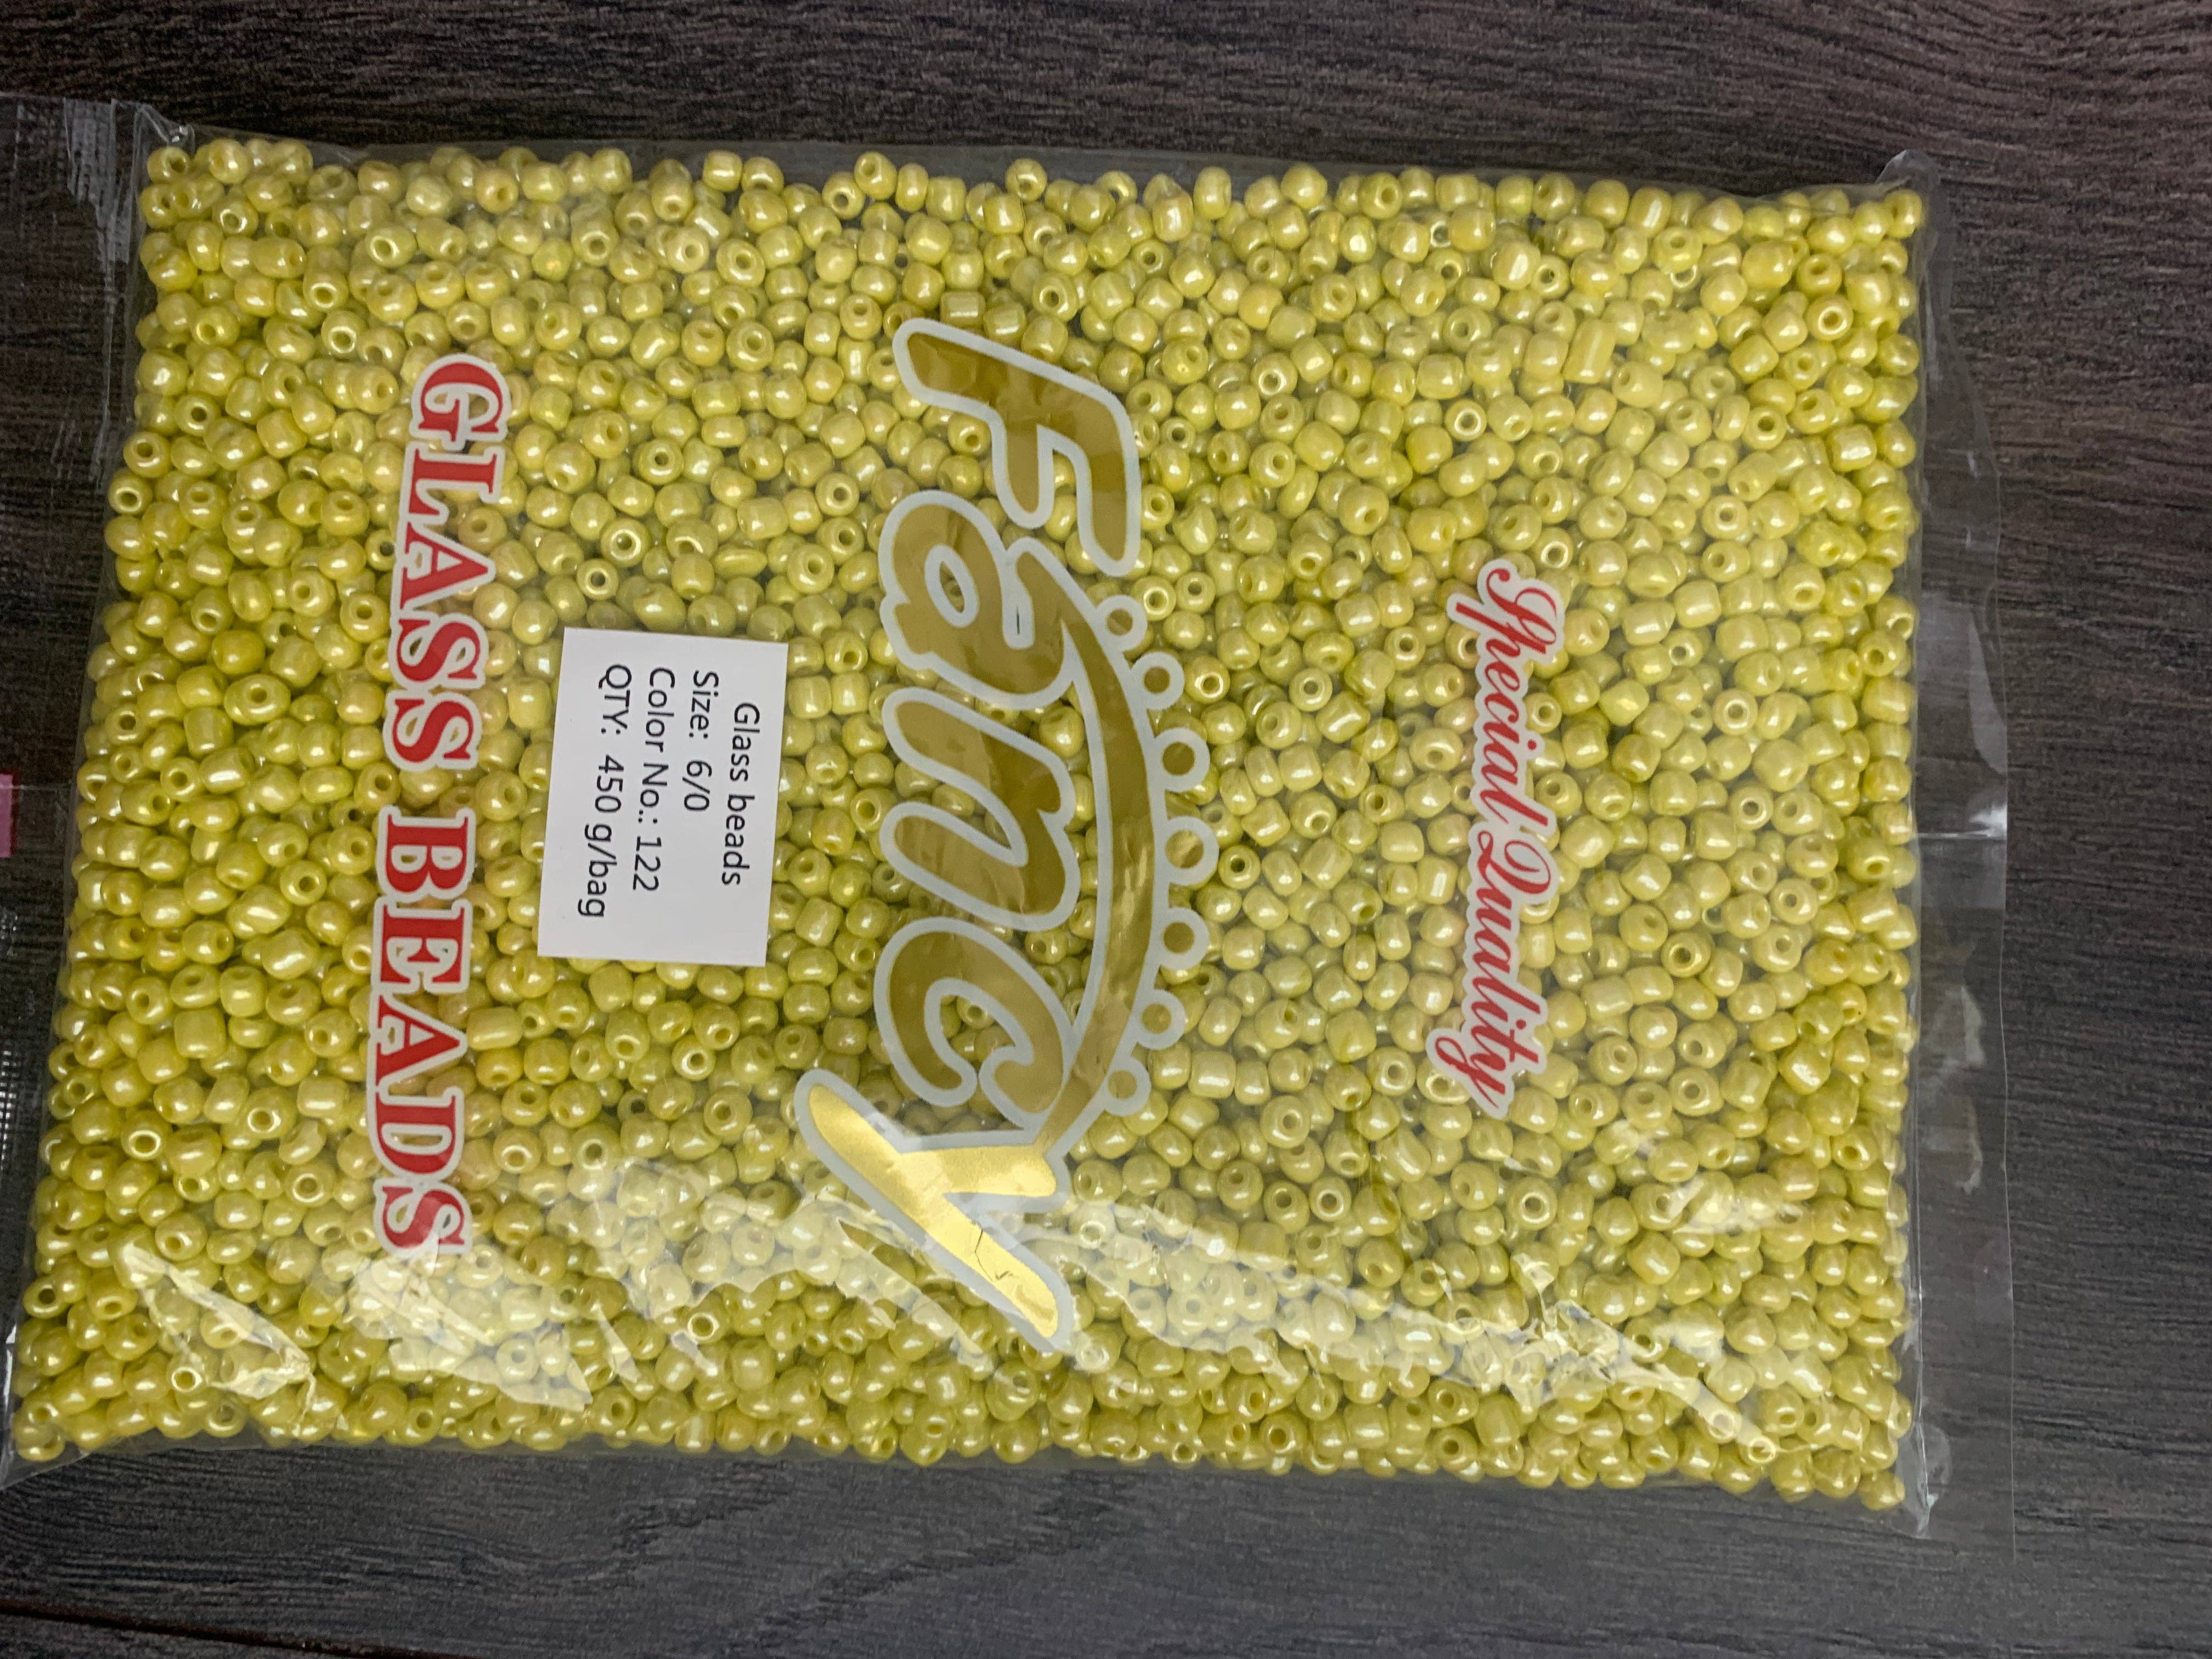 Special Quality
Fancy
Glass beads
Size: 6/0
Color No.: 122
QTY: 450 g/bag
GLASS BEADS